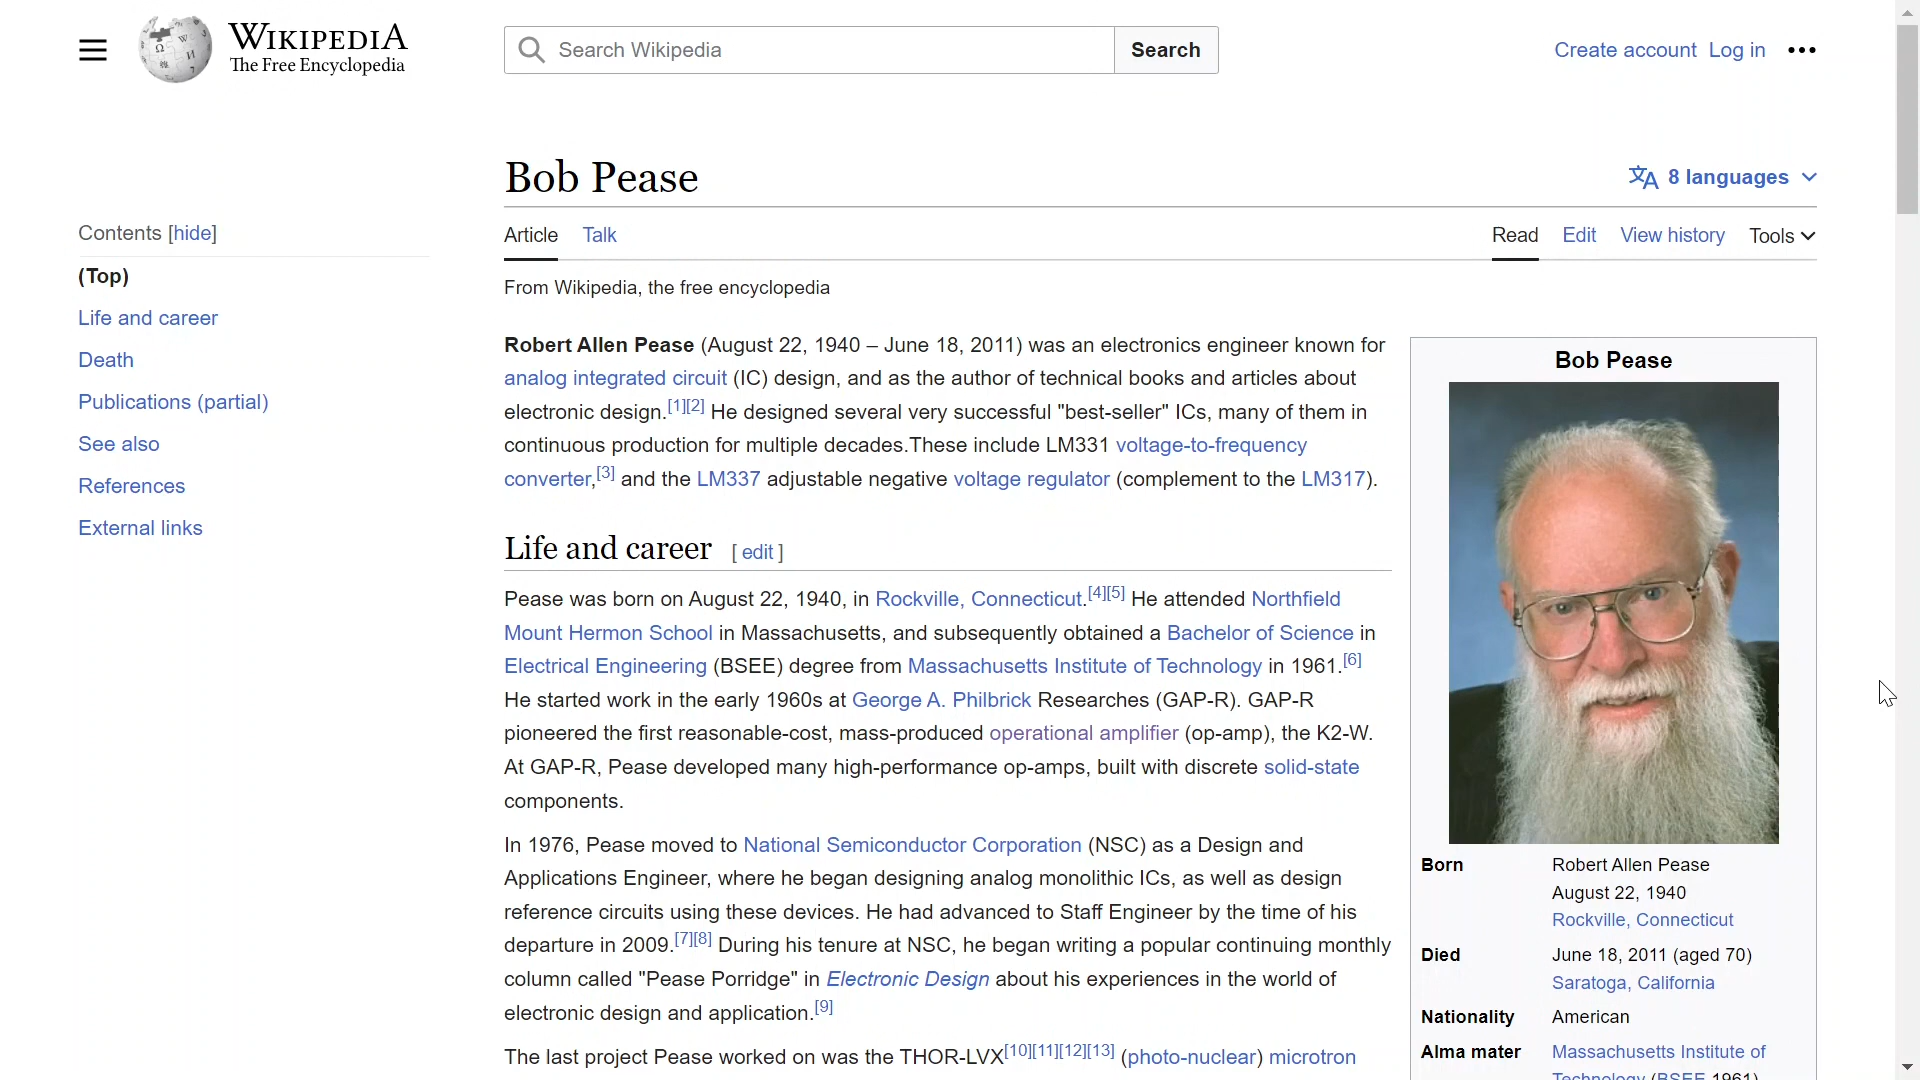 WIKIPEDIA
The Free Encyclopedia
Search Wikipedia
Search
Create account Log in
Bob Pease
8 languages
Contents [hide]
(Top)
Life and career
Death
Publications (partial)
See also
References
External links
Article Talk
Read Edit View history Tools
From Wikipedia, the free encyclopedia
Robert Allen Pease (August 22, 1940 – June 18, 2011) was an electronics engineer known for
analog integrated circuit (IC) design, and as the author of technical books and articles about
electronic design.[1][2] He designed several very successful "best-seller" ICs, many of them in
continuous production for multiple decades.These include LM331 voltage-to-frequency
converter,[3] and the LM337 adjustable negative voltage regulator (complement to the LM317).
Life and career [ edit ]
Pease was born on August 22, 1940, in Rockville, Connecticut.[4][5] He attended Northfield
Mount Hermon School in Massachusetts, and subsequently obtained a Bachelor of Science in
Electrical Engineering (BSEE) degree from Massachusetts Institute of Technology in 1961.[6]
He started work in the early 1960s at George A. Philbrick Researches (GAP-R). GAP-R
pioneered the first reasonable-cost, mass-produced operational amplifier (op-amp), the K2-W.
At GAP-R, Pease developed many high-performance op-amps, built with discrete solid-state
components.
In 1976, Pease moved to National Semiconductor Corporation (NSC) as a Design and
Applications Engineer, where he began designing analog monolithic ICs, as well as design
reference circuits using these devices. He had advanced to Staff Engineer by the time of his
departure in 2009.[7][8] During his tenure at NSC, he began writing a popular continuing monthly
column called "Pease Porridge" in Electronic Design about his experiences in the world of
electronic design and application.[9]
The last project Pease worked on was the THOR-LVX[10][11][12][13] (photo-nuclear) microtron
Bob Pease
Born Robert Allen Pease
August 22, 1940
Rockville, Connecticut
Died June 18, 2011 (aged 70)
Saratoga, California
Nationality American
Alma mater Massachusetts Institute of
Technology (BSEE 1961)